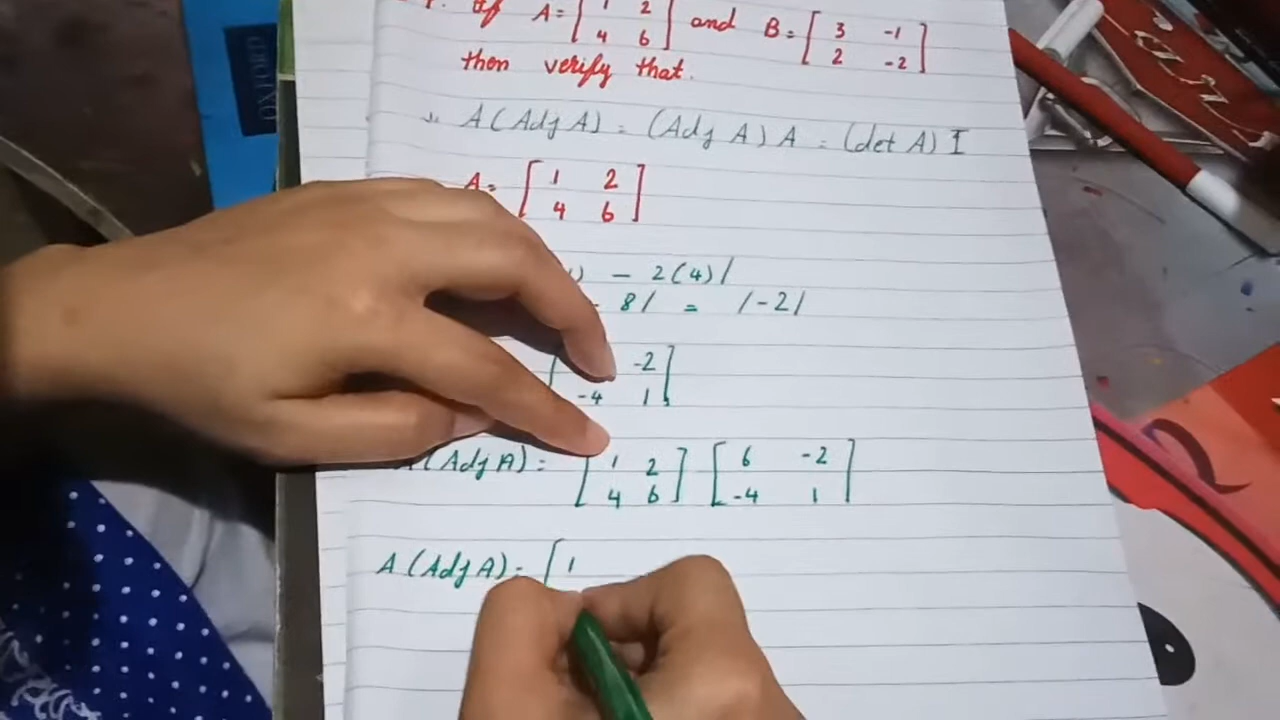 If A = [ 1 2 and B = [ 3 -1
4 6 ] 2 -2 ]
then verify that.
A(Adj A) = (Adj A) A = (det A) I
A = [ 1 2
4 6 ]
- 2(4)/
8/ = /-2/
-2
-4 1 ]
(Adj A) = [ 1 2 [ 6 -2
4 6 ] -4 1 ]
A(Adj A) = [ 1
OXFORD